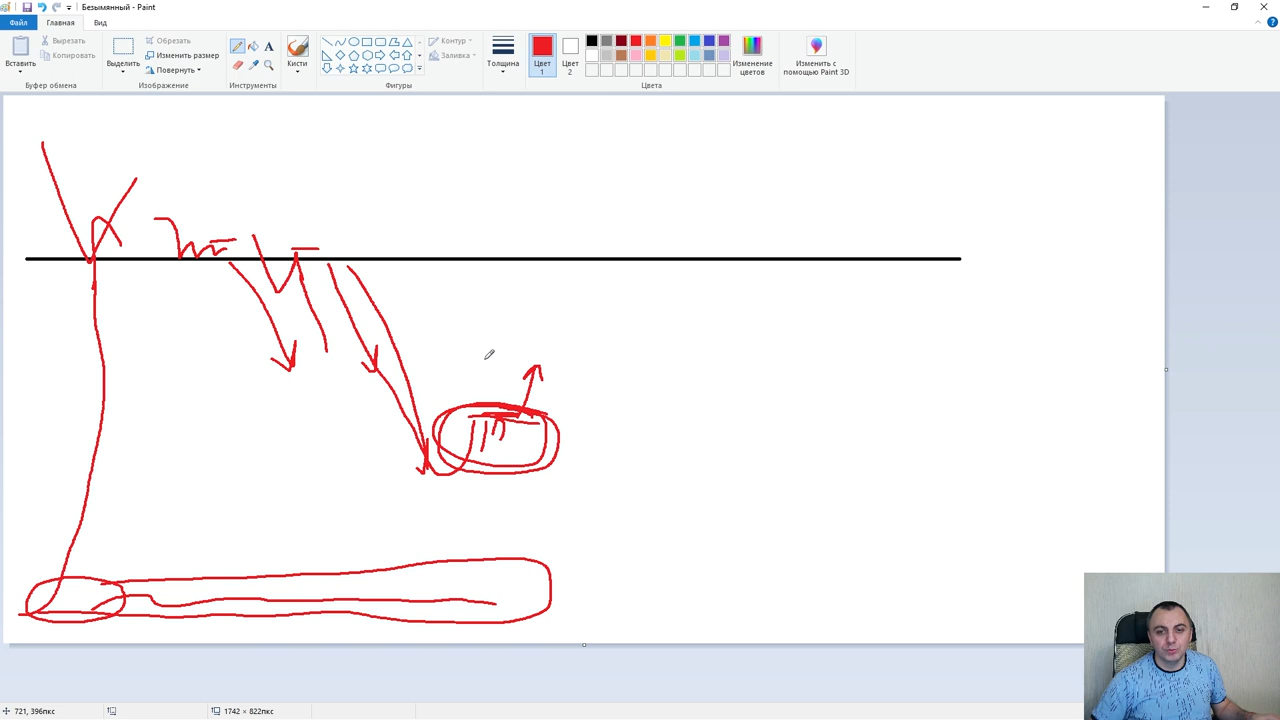 Безымянный - Paint
Файл Главная Вид
Вставить
Вырезать
Копировать
Буфер обмена
Выделить
Обрезать
Изменить размер
Повернуть
Изображение
A
Инструменты
Кисти
Контур
Заливка
Фигуры
Толщина
Цвет 1
Цвет 2
Цвета
Изменение цветов
Изменить с помощью Paint 3D
721, 396пкс
1742 × 822пкс